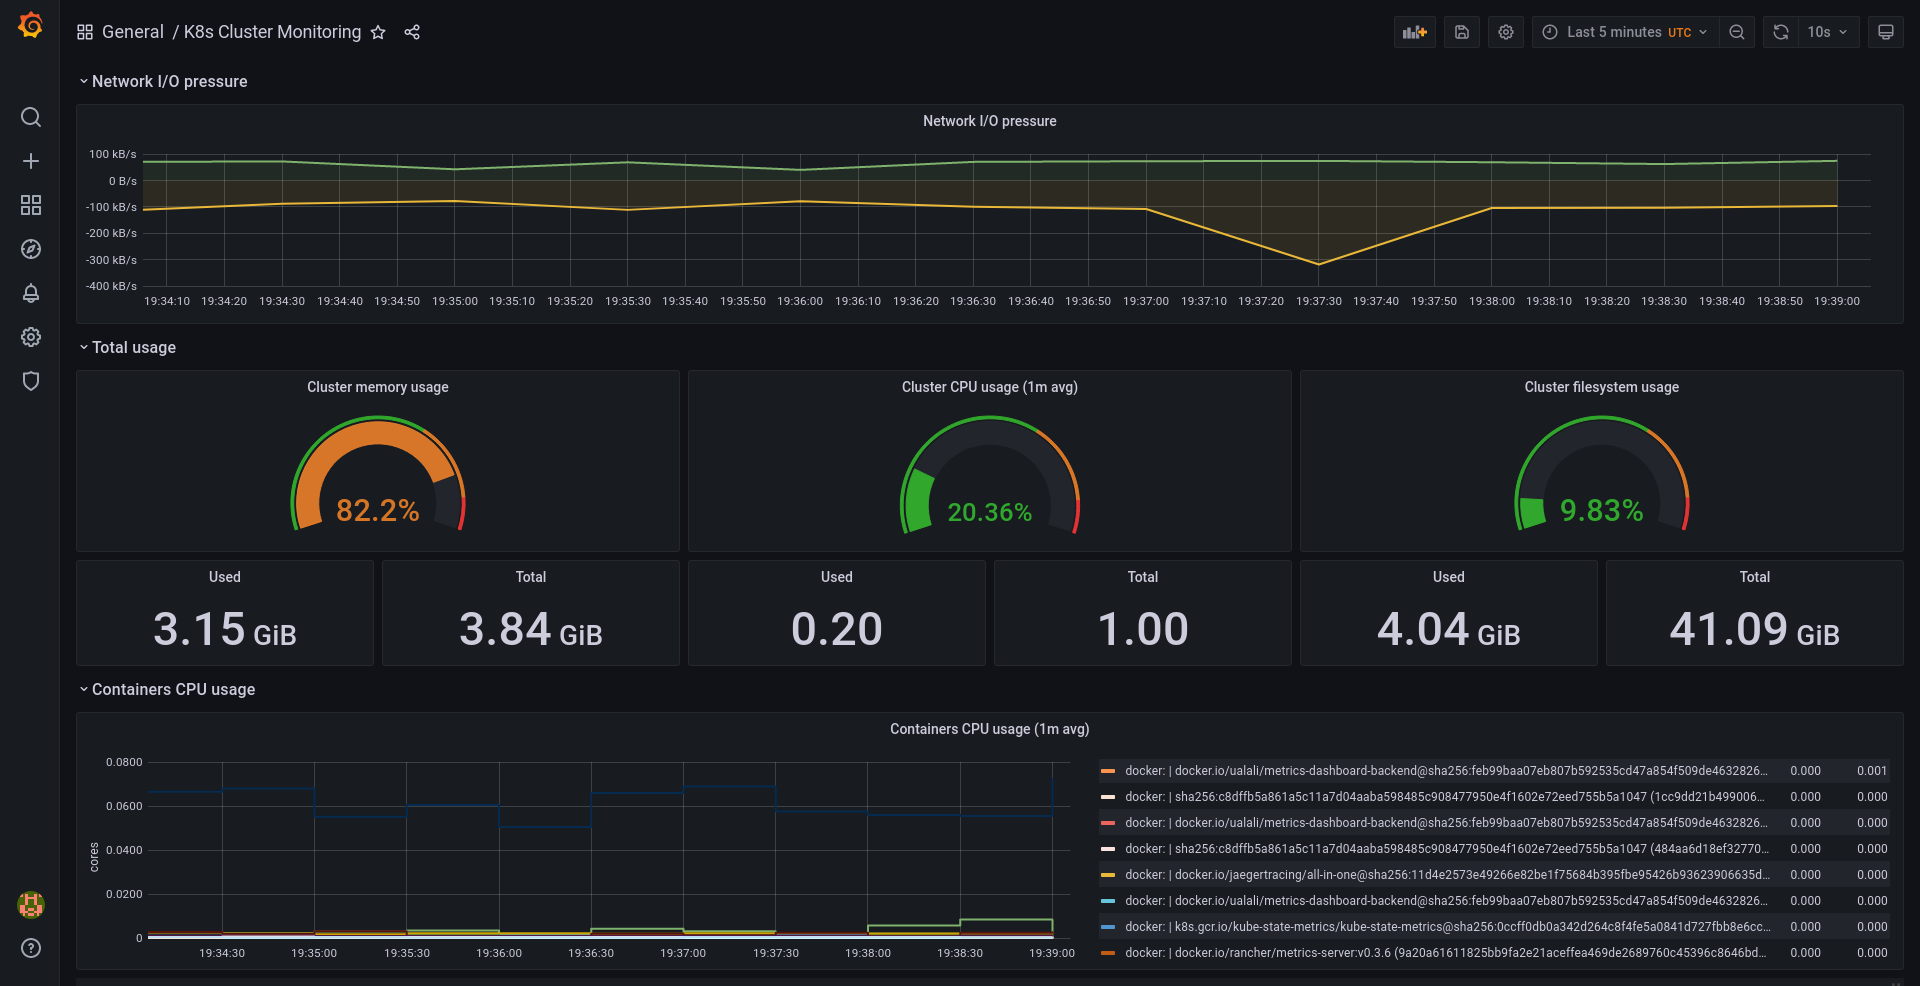 General / K8s Cluster Monitoring
Last 5 minutes UTC
10s
Network I/O pressure
Network I/O pressure
100 kB/s
0 B/s
-100 kB/s
-200 kB/s
-300 kB/s
-400 kB/s
19:34:10 19:34:20 19:34:30 19:34:40 19:34:50 19:35:00 19:35:10 19:35:20 19:35:30 19:35:40 19:35:50 19:36:00 19:36:10 19:36:20 19:36:30 19:36:40 19:36:50 19:37:00 19:37:10 19:37:20 19:37:30 19:37:40 19:37:50 19:38:00 19:38:10 19:38:20 19:38:30 19:38:40 19:38:50 19:39:00
Total usage
Cluster memory usage
82.2%
Cluster CPU usage (1m avg)
20.36%
Cluster filesystem usage
9.83%
Used
3.15 GiB
Total
3.84 GiB
Used
0.20
Total
1.00
Used
4.04 GiB
Total
41.09 GiB
Containers CPU usage
Containers CPU usage (1m avg)
cores
0.0800
0.0600
0.0400
0.0200
0
19:34:30 19:35:00 19:35:30 19:36:00 19:36:30 19:37:00 19:37:30 19:38:00 19:38:30 19:39:00
docker: | docker.io/ualali/metrics-dashboard-backend@sha256:feb99baa07eb807b592535cd47a854f509de4632826… 0.000 0.001
docker: | sha256:c8dffb5a861a5c11a7d04aaba598485c908477950e4f1602e72eed755b5a1047 (1cc9dd21b499006… 0.000 0.000
docker: | docker.io/ualali/metrics-dashboard-backend@sha256:feb99baa07eb807b592535cd47a854f509de4632826… 0.000 0.000
docker: | sha256:c8dffb5a861a5c11a7d04aaba598485c908477950e4f1602e72eed755b5a1047 (484aa6d18ef32770… 0.000 0.000
docker: | docker.io/jaegertracing/all-in-one@sha256:11d4e2573e49266e82be1f75684b395fbe95426b93623906635d… 0.000 0.000
docker: | docker.io/ualali/metrics-dashboard-backend@sha256:feb99baa07eb807b592535cd47a854f509de4632826… 0.000 0.000
docker: | k8s.gcr.io/kube-state-metrics/kube-state-metrics@sha256:0ccff0db0a342d264c8f4fe5a0841d727fbb8e6cc… 0.000 0.000
docker: | docker.io/rancher/metrics-server:v0.3.6 (9a20a61611825bb9fa2e21aceffea469de2689760c45396c8646bd… 0.000 0.000